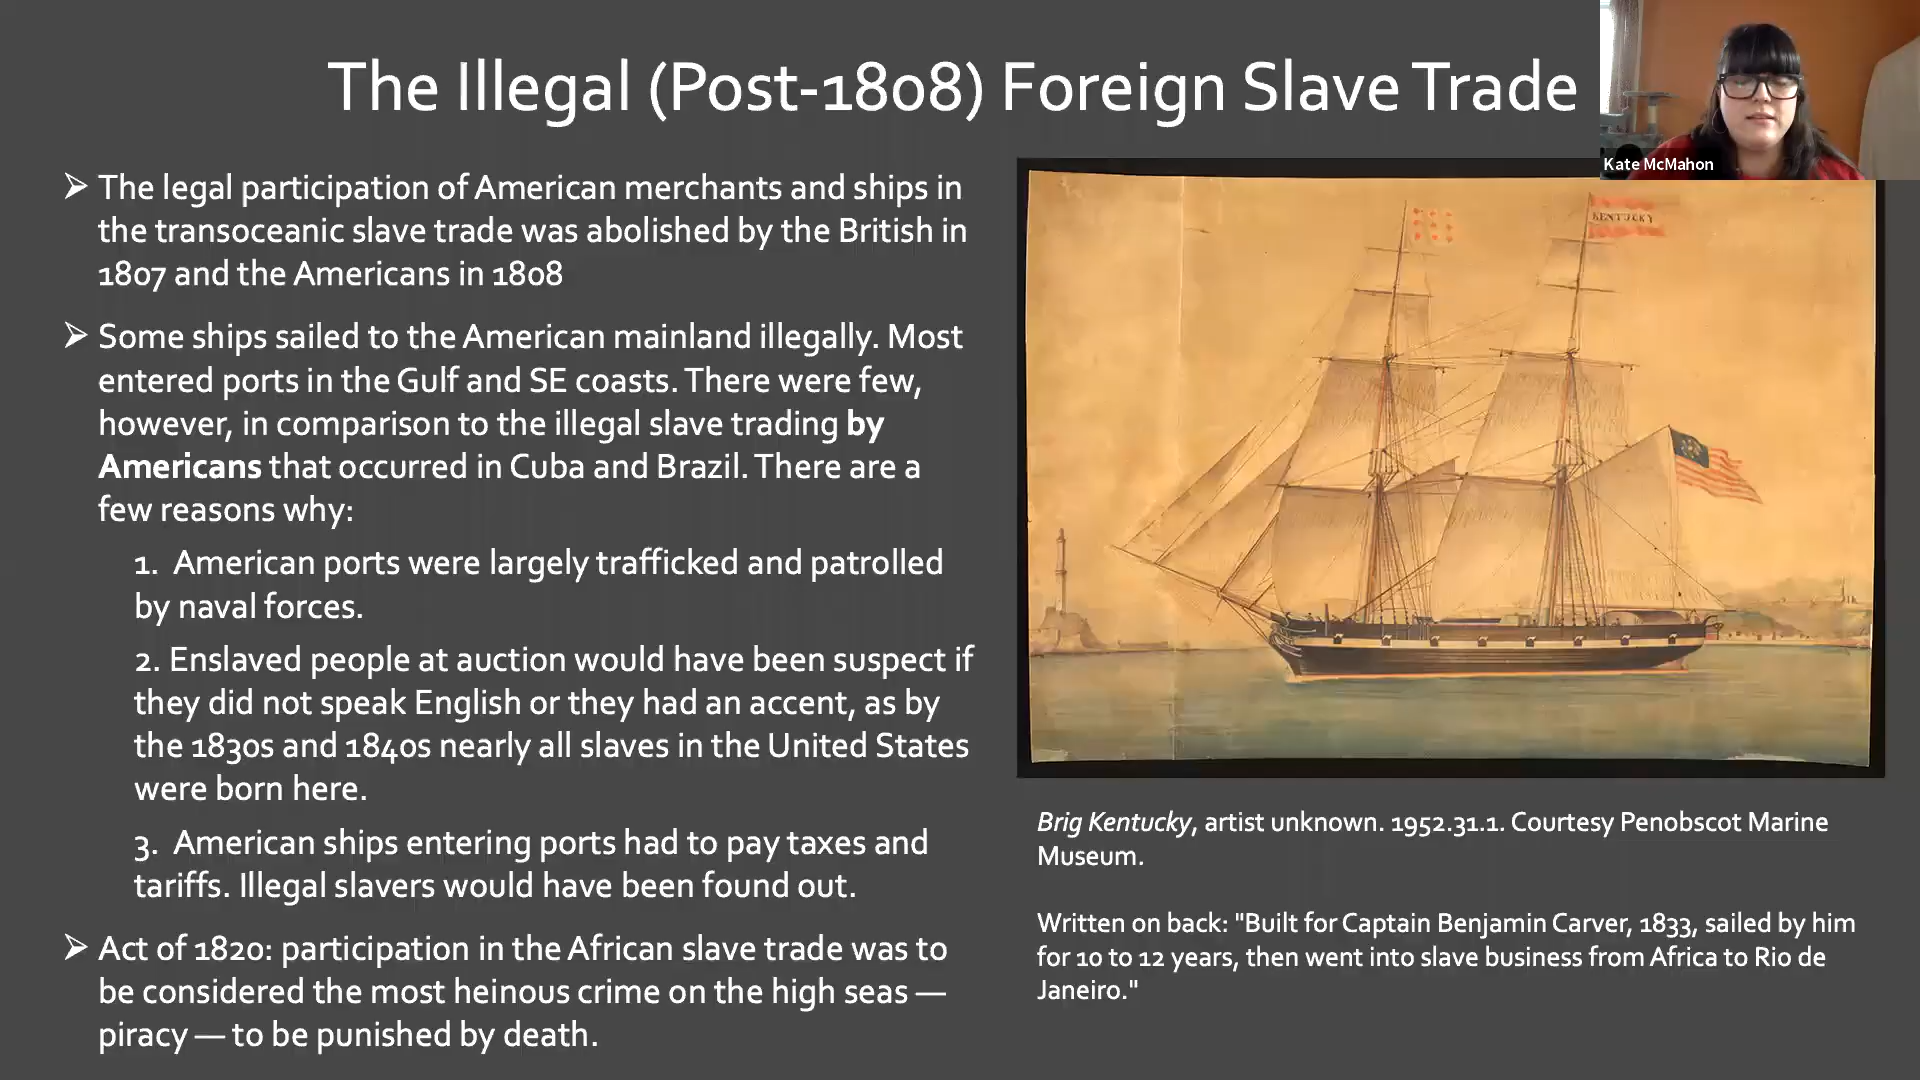 The Illegal (Post-1808) Foreign Slave Trade
Kate McMahon
➢ The legal participation of American merchants and ships in
the transoceanic slave trade was abolished by the British in
1807 and the Americans in 1808
➢ Some ships sailed to the American mainland illegally. Most
entered ports in the Gulf and SE coasts. There were few,
however, in comparison to the illegal slave trading by
Americans that occurred in Cuba and Brazil. There are a
few reasons why:
1. American ports were largely trafficked and patrolled
by naval forces.
2. Enslaved people at auction would have been suspect if
they did not speak English or they had an accent, as by
the 1830s and 1840s nearly all slaves in the United States
were born here.
3. American ships entering ports had to pay taxes and
tariffs. Illegal slavers would have been found out.
➢ Act of 1820: participation in the African slave trade was to
be considered the most heinous crime on the high seas —
piracy — to be punished by death.
KENTUCKY
Brig Kentucky, artist unknown. 1952.31.1. Courtesy Penobscot Marine
Museum.
Written on back: "Built for Captain Benjamin Carver, 1833, sailed by him
for 10 to 12 years, then went into slave business from Africa to Rio de
Janeiro."